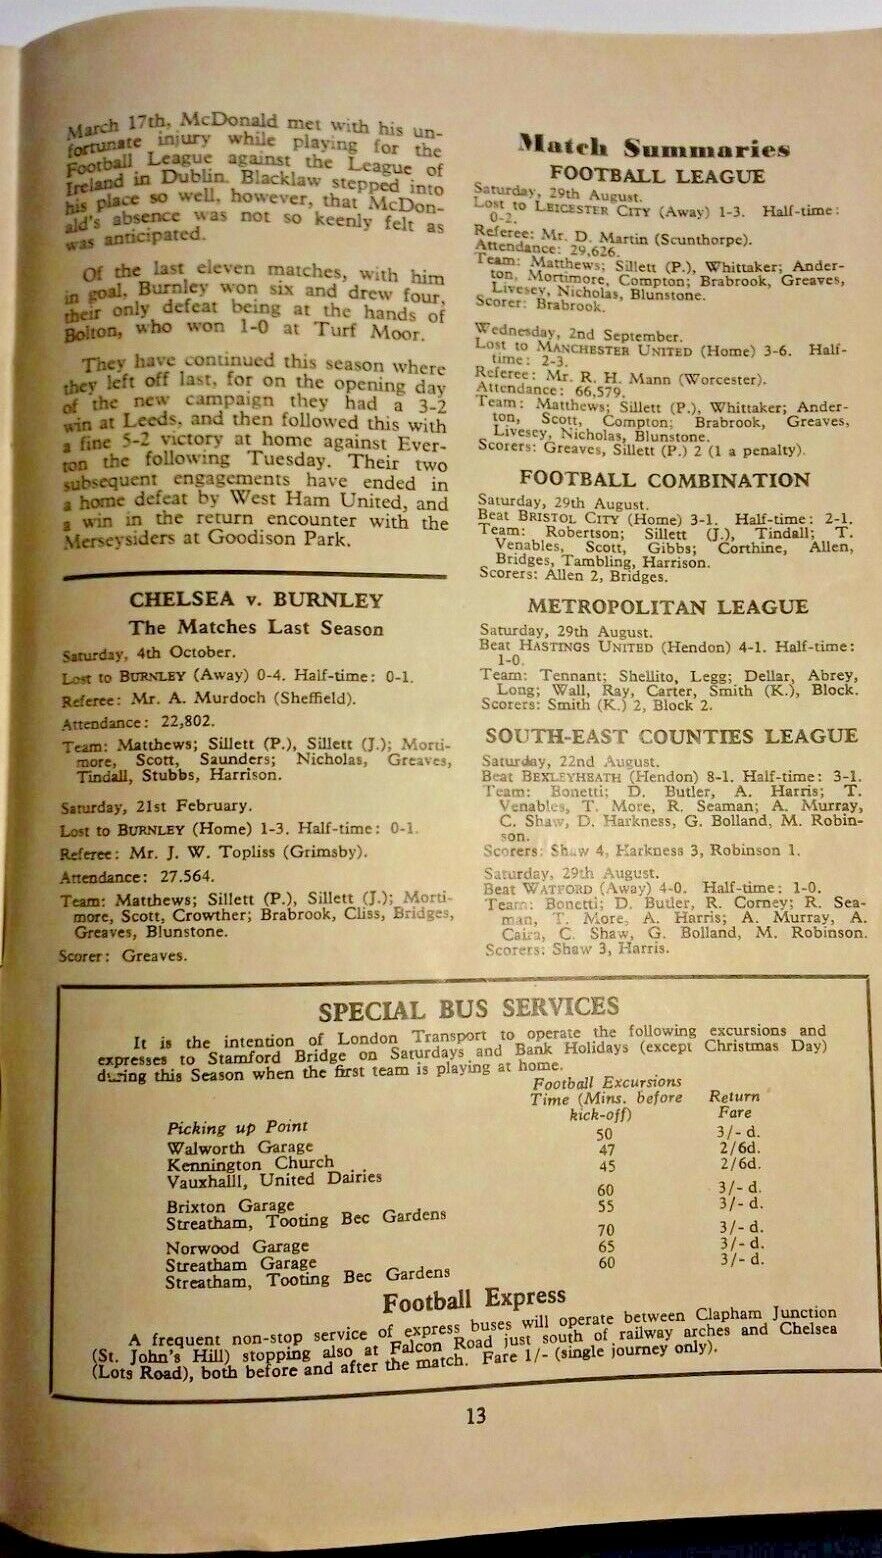 March 17th, McDonald met with his un-
fortunate injury while playing for the
Football League against the League of
Ireland in Dublin. Blacklaw stepped into
his place so well, however, that McDon-
ald's absence was not so keenly felt as
was anticipated.
Of the last eleven matches, with him
in goal, Burnley won six and drew four,
their only defeat being at the hands of
Bolton, who won 1-0 at Turf Moor.
They have continued this season where
they left off last, for on the opening day
of the new campaign they had a 3-2
win at Leeds, and then followed this with
a fine 5-2 victory at home against Ever-
ton the following Tuesday. Their two
subsequent engagements have ended in
a home defeat by West Ham United, and
a win in the return encounter with the
Merseysiders at Goodison Park.
CHELSEA v. BURNLEY
The Matches Last Season
Saturday, 4th October.
Lost to BURNLEY (Away) 0-4. Half-time: 0-1.
Referee: Mr. A. Murdoch (Sheffield).
Attendance: 22,802.
Team: Matthews; Sillett (P.), Sillett (J.); Morti-
more, Scott, Saunders; Nicholas, Greaves,
Tindall, Stubbs, Harrison.
Saturday, 21st February.
Lost to BURNLEY (Home) 1-3. Half-time: 0-1.
Referee: Mr. J. W. Topliss (Grimsby).
Attendance: 27.564.
Team: Matthews; Sillett (P.), Sillett (J.); Morti-
more, Scott, Crowther; Brabrook, Cliss, Bridges,
Greaves, Blunstone.
Scorer: Greaves.
Match Summaries
FOOTBALL LEAGUE
Saturday, 29th August.
Lost to LEICESTER CITY (Away) 1-3. Half-time:
0-2.
Referee: Mr. D. Martin (Scunthorpe).
Attendance: 29,626.
Team: Matthews; Sillett (P.), Whittaker; Ander-
ton, Mortimore, Compton; Brabrook, Greaves,
Livesey, Nicholas, Blunstone.
Scorer: Brabrook.
Wednesday, 2nd September.
Lost to MANCHESTER UNITED (Home) 3-6. Half-
time: 2-3.
Referee: Mr. R. H. Mann (Worcester).
Attendance: 66,579.
Team: Matthews; Sillett (P.), Whittaker; Ander-
ton, Scott, Compton; Brabrook, Greaves,
Livesey, Nicholas, Blunstone.
Scorers: Greaves, Sillett (P.) 2 (1 a penalty).
FOOTBALL COMBINATION
Saturday, 29th August.
Beat BRISTOL CITY (Home) 3-1. Half-time: 2-1.
Team: Robertson; Sillett (J.), Tindall; T.
Venables, Scott, Gibbs; Corthine, Allen,
Bridges, Tambling, Harrison.
Scorers: Allen 2, Bridges.
METROPOLITAN LEAGUE
Saturday, 29th August.
Beat HASTINGS UNITED (Hendon) 4-1. Half-time:
1-0.
Team: Tennant; Shellito, Legg; Dellar, Abrey,
Long; Wall, Ray, Carter, Smith (K.), Block.
Scorers: Smith (K.) 2, Block 2.
SOUTH-EAST COUNTIES LEAGUE
Saturday, 22nd August.
Beat BEXLEYHEATH (Hendon) 8-1. Half-time: 3-1.
Team: Bonetti; D. Butler, A. Harris; T.
Venables, T. More, R. Seaman; A. Murray,
C. Shaw, D. Harkness, G. Bolland, M. Robin-
son.
Scorers: Shaw 4, Harkness 3, Robinson 1.
Saturday, 29th August.
Beat WATFORD (Away) 4-0. Half-time: 1-0.
Team: Bonetti; D. Butler, R. Corney; R. Sea-
man, T. More, A. Harris; A. Murray, A.
Caira, C. Shaw, G. Bolland, M. Robinson.
Scorers: Shaw 3, Harris.
SPECIAL BUS SERVICES
It is the intention of London Transport to operate the following excursions and
expresses to Stamford Bridge on Saturdays and Bank Holidays (except Christmas Day)
during this Season when the first team is playing at home.
Football Excursions
Time (Mins. before Return
kick-off) Fare
Picking up Point
Walworth Garage 50 3/- d.
Kennington Church . . 47 2/6d.
Vauxhalll, United Dairies 45 2/6d.
Brixton Garage 60 3/- d.
Streatham, Tooting Bec Gardens 55 3/- d.
Norwood Garage 70 3/- d.
Streatham Garage 65 3/- d.
Streatham, Tooting Bec Gardens 60 3/- d.
Football Express
A frequent non-stop service of express buses will operate between Clapham Junction
(St. John's Hill) stopping also at Falcon Road just south of railway arches and Chelsea
(Lots Road), both before and after the match. Fare 1/- (single journey only).
13